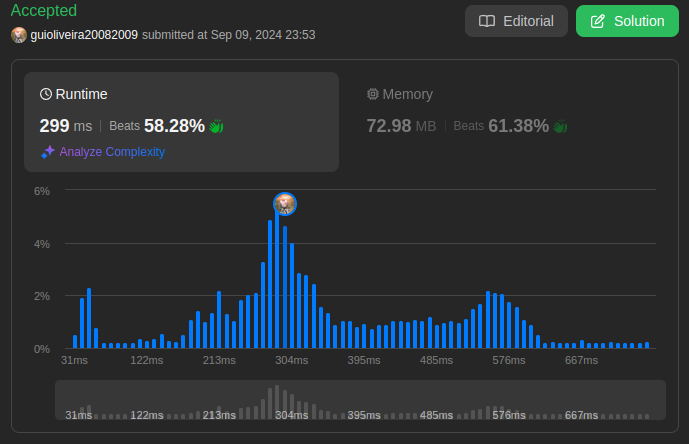 Accepted
Editorial
Solution
guioliveira20082009 submitted at Sep 09, 2024 23:53
Runtime
299 ms | Beats 58.28%
Analyze Complexity
Memory
72.98 MB | Beats 61.38%
6%
4%
2%
0%
31ms 122ms 213ms 304ms 395ms 485ms 576ms 667ms
31ms 122ms 213ms 304ms 395ms 485ms 576ms 667ms